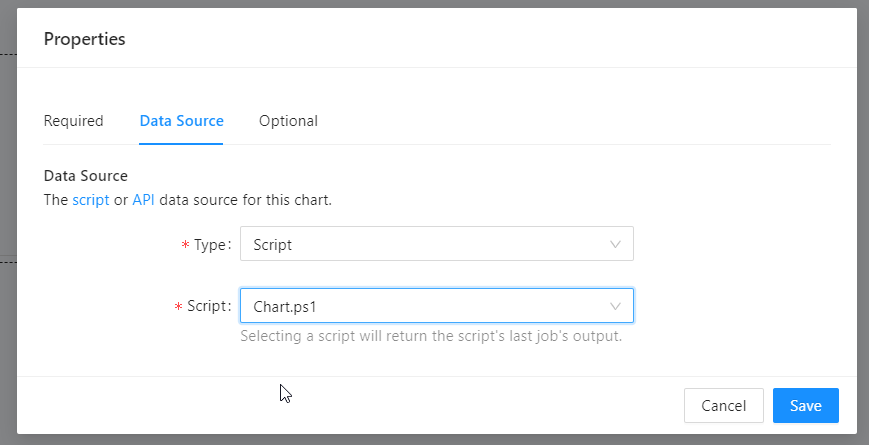 Properties
Required Data Source Optional
Data Source
The script or API data source for this chart.
* Type: Script
* Script: Chart.ps1
Selecting a script will return the script's last job's output.
Cancel Save